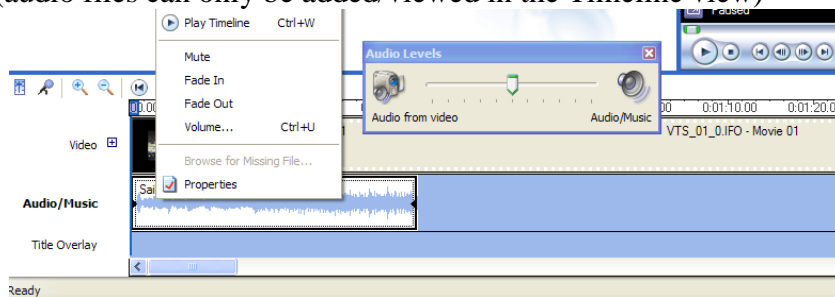 (audio files can only be added/viewed in the Timeline view)
Play Timeline Ctrl+W
Paused
Mute
Fade In
Fade Out
Volume... Ctrl+U
Browse for Missing File...
Properties
Audio Levels
Audio from video Audio/Music
0:01:10.00 0:01:20.0
Video
VTS_01_0.IFO - Movie 01
Sai
Audio/Music
Title Overlay
Ready